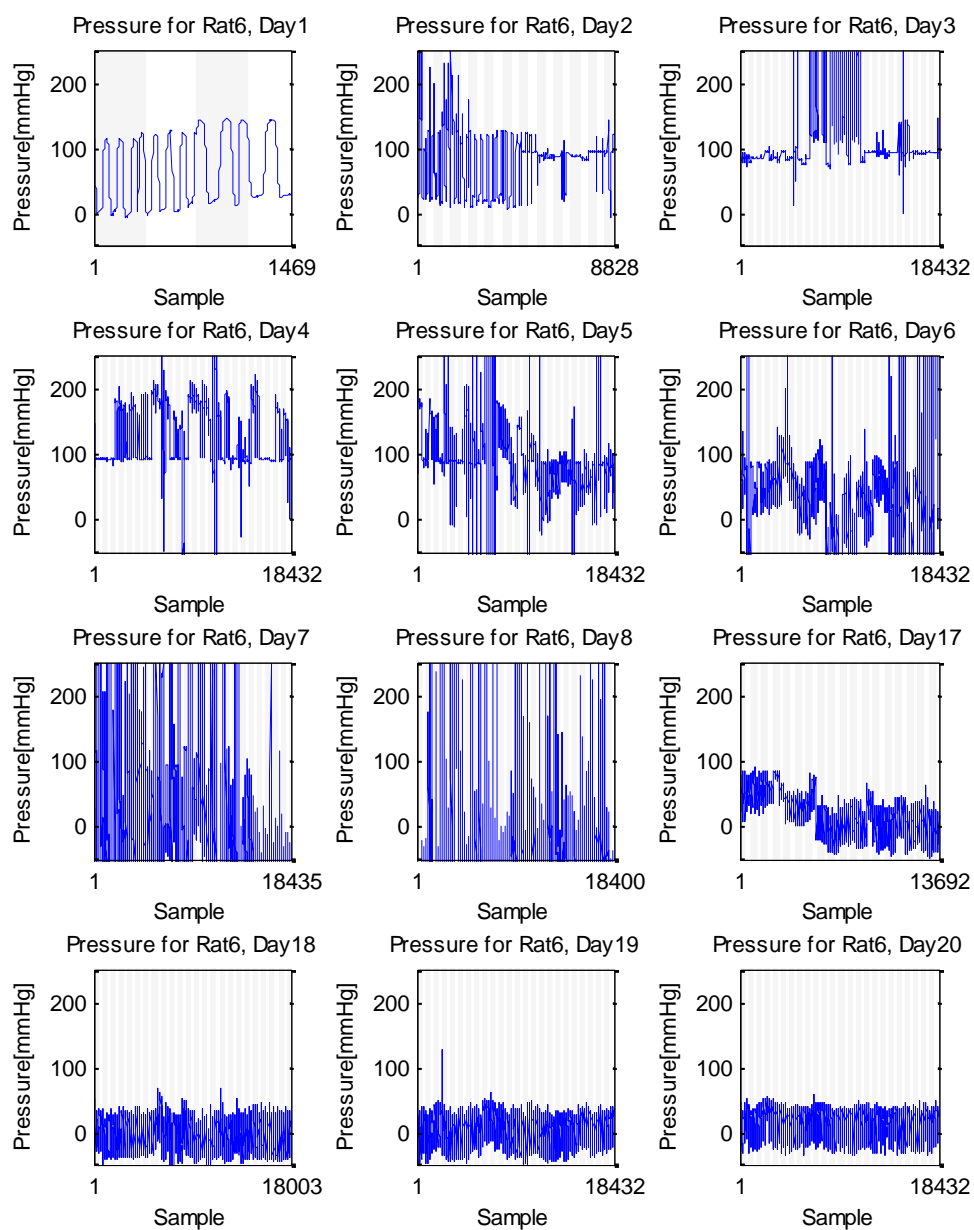 Pressure for Rat6, Day1
Pressure[mmHg]
200
100
0
1
1469
Sample
Pressure for Rat6, Day2
Pressure[mmHg]
200
100
0
1
8828
Sample
Pressure for Rat6, Day3
Pressure[mmHg]
200
100
0
1
18432
Sample
Pressure for Rat6, Day4
Pressure[mmHg]
200
100
0
1
18432
Sample
Pressure for Rat6, Day5
Pressure[mmHg]
200
100
0
1
18432
Sample
Pressure for Rat6, Day6
Pressure[mmHg]
200
100
0
1
18432
Sample
Pressure for Rat6, Day7
Pressure[mmHg]
200
100
0
1
18435
Sample
Pressure for Rat6, Day8
Pressure[mmHg]
200
100
0
1
18400
Sample
Pressure for Rat6, Day17
Pressure[mmHg]
200
100
0
1
13692
Sample
Pressure for Rat6, Day18
Pressure[mmHg]
200
100
0
1
18003
Sample
Pressure for Rat6, Day19
Pressure[mmHg]
200
100
0
1
18432
Sample
Pressure for Rat6, Day20
Pressure[mmHg]
200
100
0
1
18432
Sample